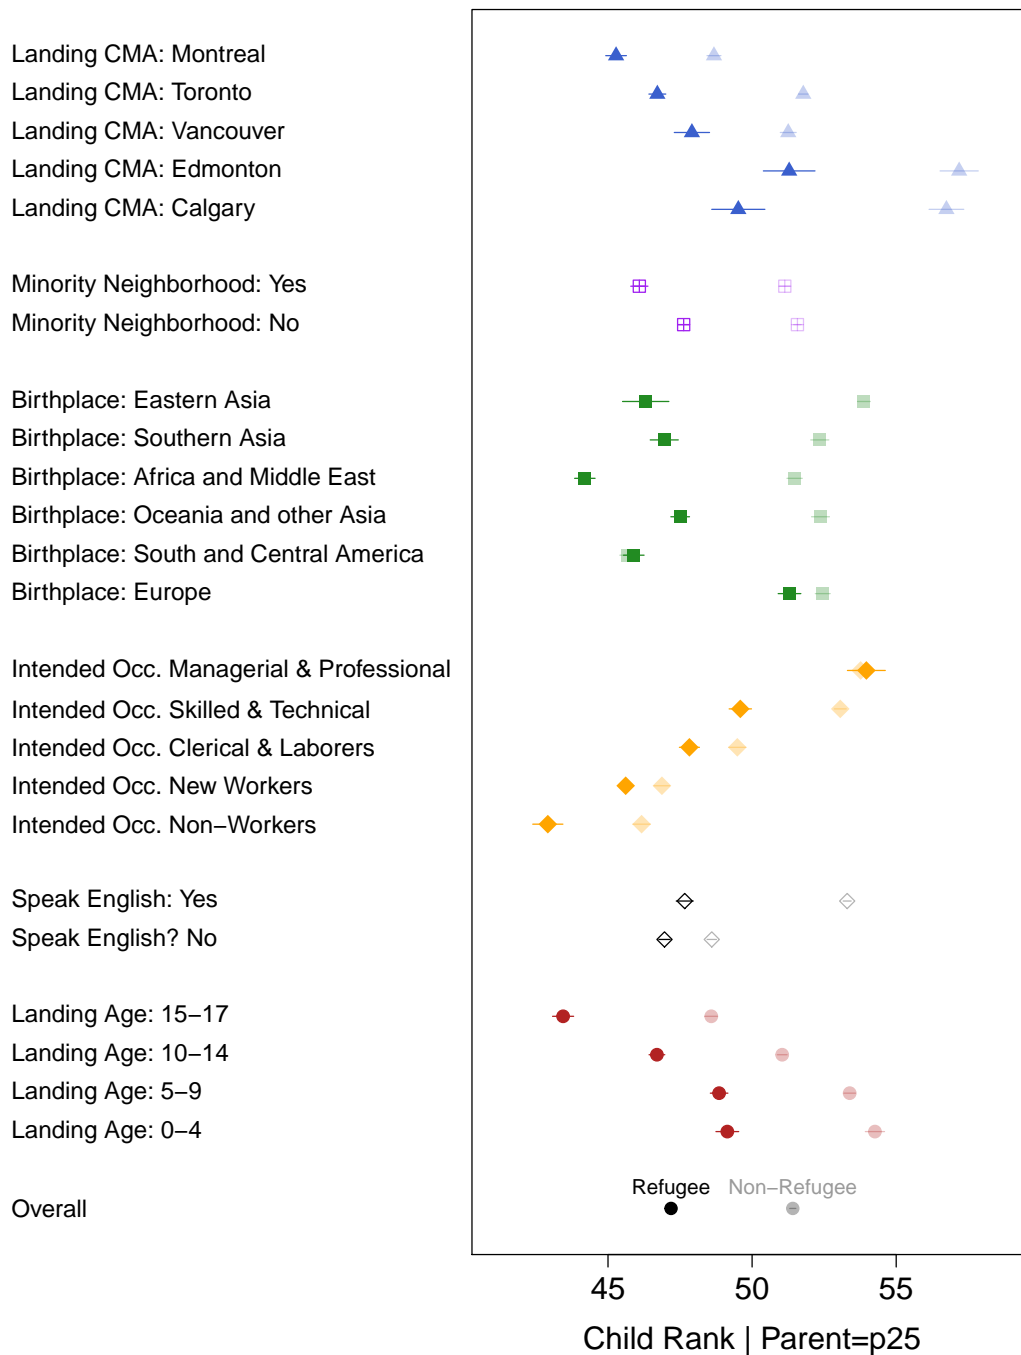 Landing CMA: Montreal
Landing CMA: Toronto
Landing CMA: Vancouver
Landing CMA: Edmonton
Landing CMA: Calgary
Minority Neighborhood: Yes
Minority Neighborhood: No
Birthplace: Eastern Asia
Birthplace: Southern Asia
Birthplace: Africa and Middle East
Birthplace: Oceania and other Asia
Birthplace: South and Central America
Birthplace: Europe
Intended Occ. Managerial & Professional
Intended Occ. Skilled & Technical
Intended Occ. Clerical & Laborers
Intended Occ. New Workers
Intended Occ. Non−Workers
Speak English: Yes
Speak English? No
Landing Age: 15−17
Landing Age: 10−14
Landing Age: 5−9
Landing Age: 0−4
Refugee Non−Refugee
Overall
45 50 55
Child Rank | Parent=p25